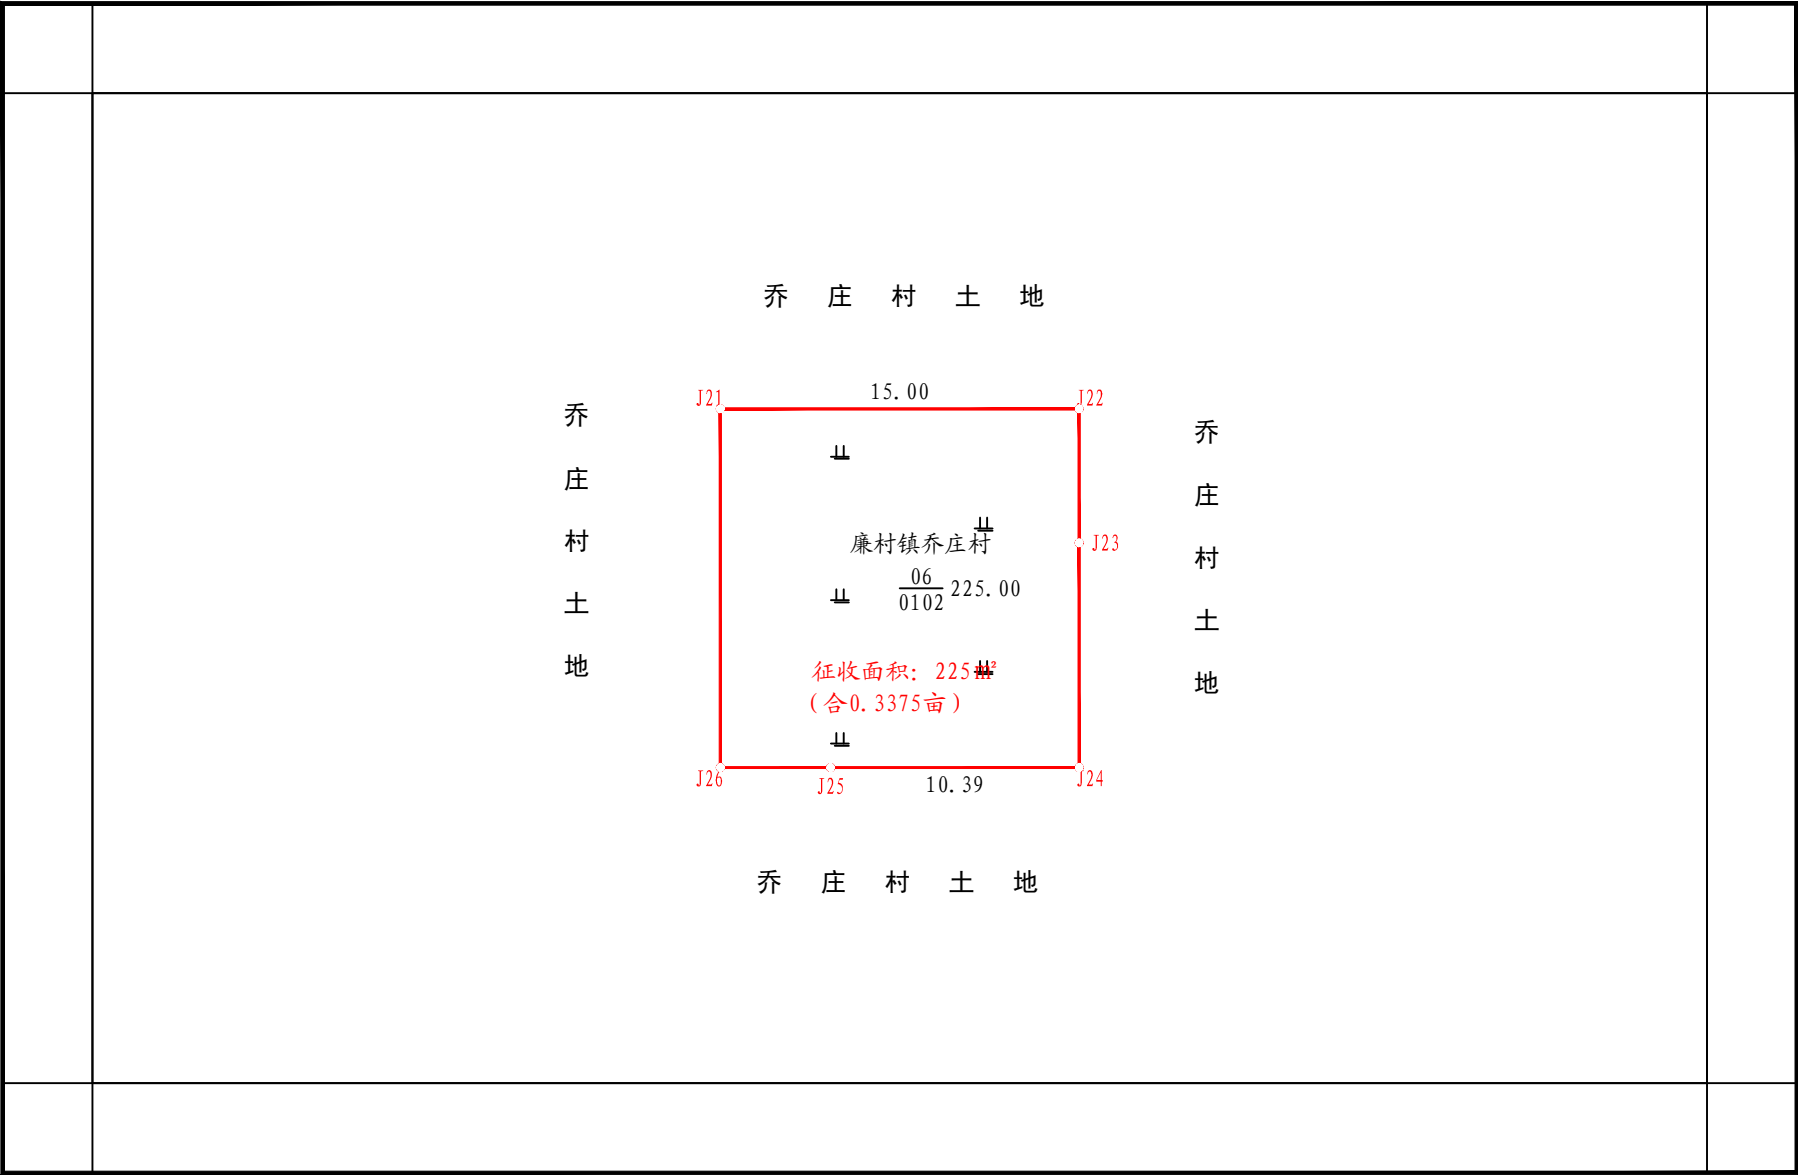 乔庄村土地
15.00
J21
J22
乔庄村土地
乔庄村土地
廉村镇乔庄村
J23
06
0102
225.00
征收面积：225㎡
（合0.3375亩）
J26
J25
10.39
J24
乔庄村土地